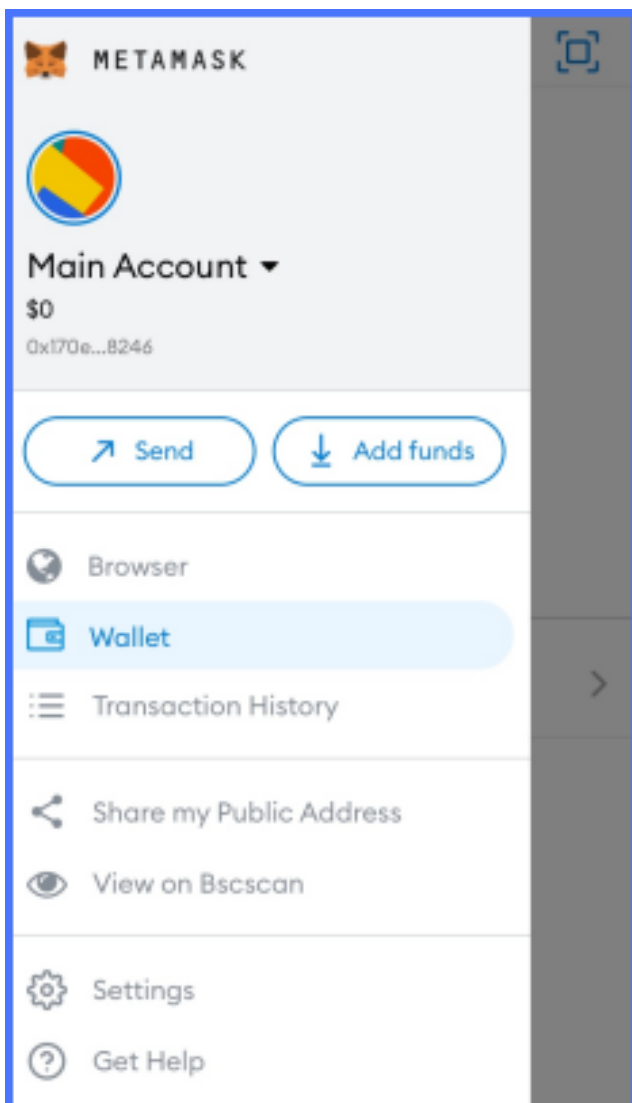 METAMASK
Main Account
$0
0x170e...8246
Send
Add funds
Browser
Wallet
Transaction History
Share my Public Address
View on Bscscan
Settings
Get Help